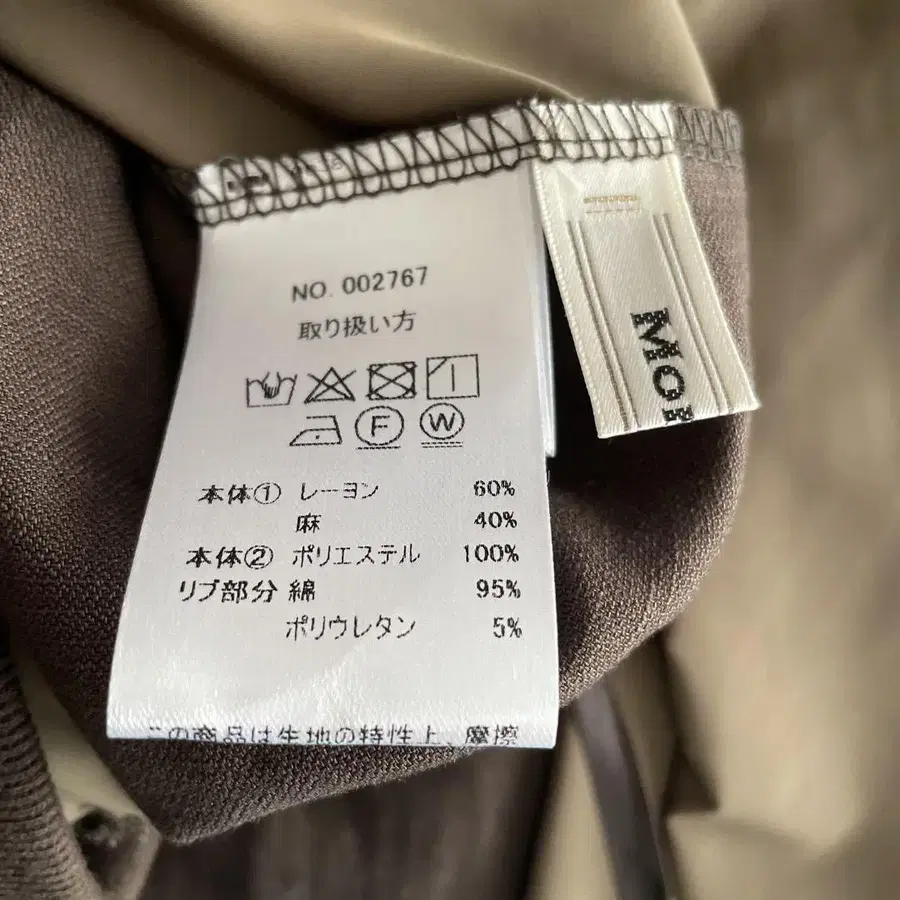 NO. 002767
取り扱い方
F W
本体① レーヨン 60%
麻 40%
本体② ポリエステル 100%
リブ部分 綿 95%
ポリウレタン 5%
この商品は生地の特性上、摩擦
MO